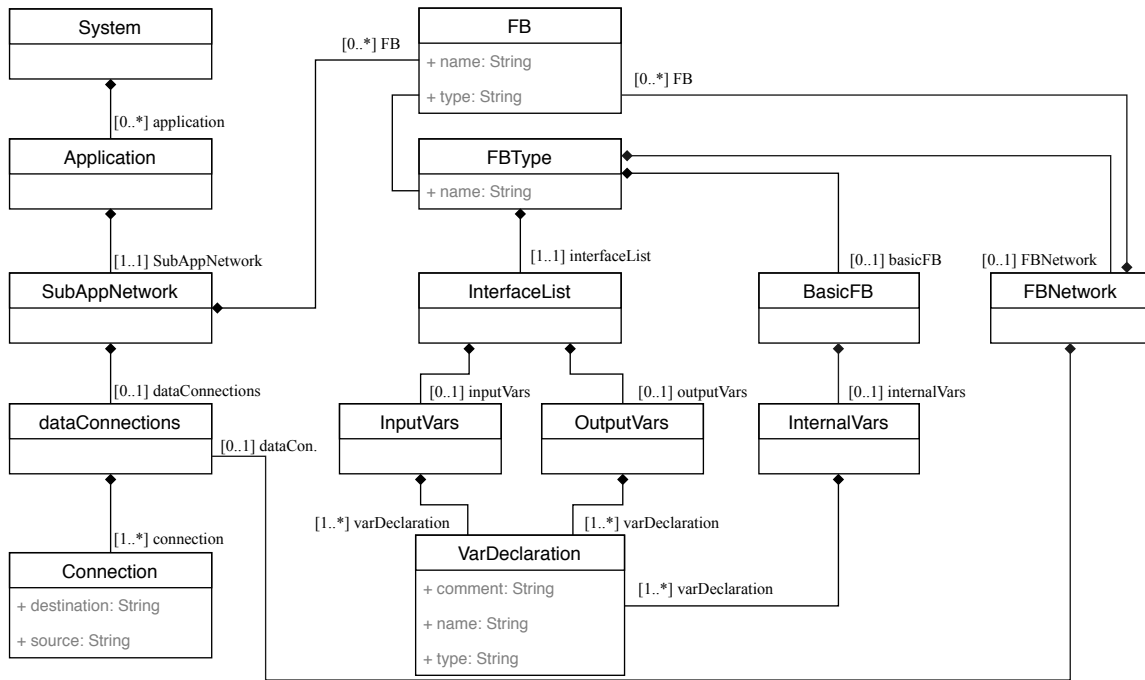 System
FB
[0..*] FB
+ name: String
[0..*] FB
+ type: String
[0..*] application
Application
FBType
+ name: String
[1..1] SubAppNetwork
[1..1] interfaceList
[0..1] basicFB
[0..1] FBNetwork
SubAppNetwork
InterfaceList
BasicFB
FBNetwork
[0..1] dataConnections
[0..1] inputVars
[0..1] outputVars
[0..1] internalVars
dataConnections
InputVars
OutputVars
InternalVars
[0..1] dataCon.
[1..*] varDeclaration
[1..*] varDeclaration
[1..*] connection
Connection
VarDeclaration
+ destination: String
+ comment: String
[1..*] varDeclaration
+ source: String
+ name: String
+ type: String